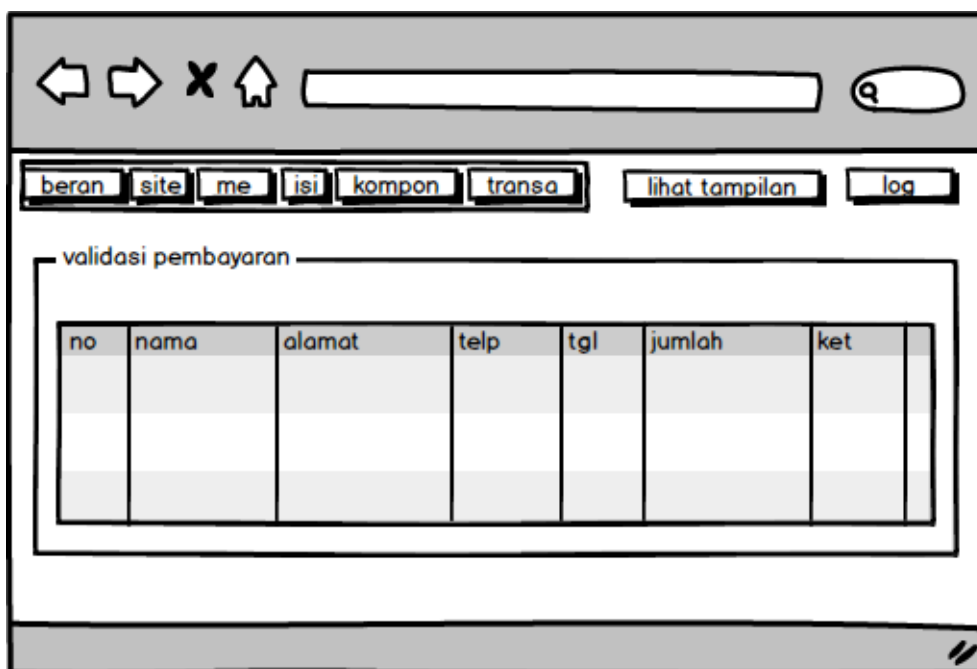 beran site me isi kompon transa lihat tampilan log
validasi pembayaran
no nama alamat telp tgl jumlah ket